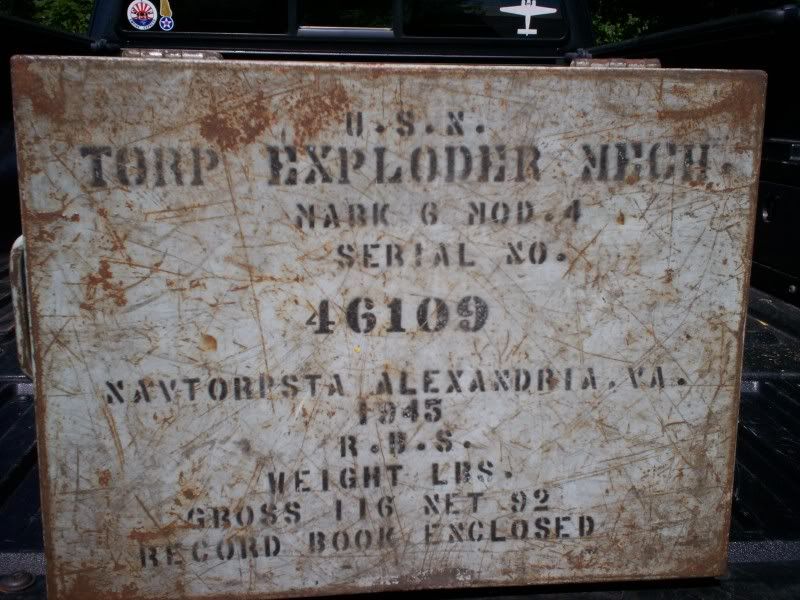 U.S.N.
TORP EXPLODER MECH.
MARK 6 MOD.4
SERIAL NO.
46109
NAVTORPSTA ALEXANDRIA.VA.
1945
R.B.S.
WEIGHT LBS.
GROSS 116 NET 92
RECORD BOOK ENCLOSED